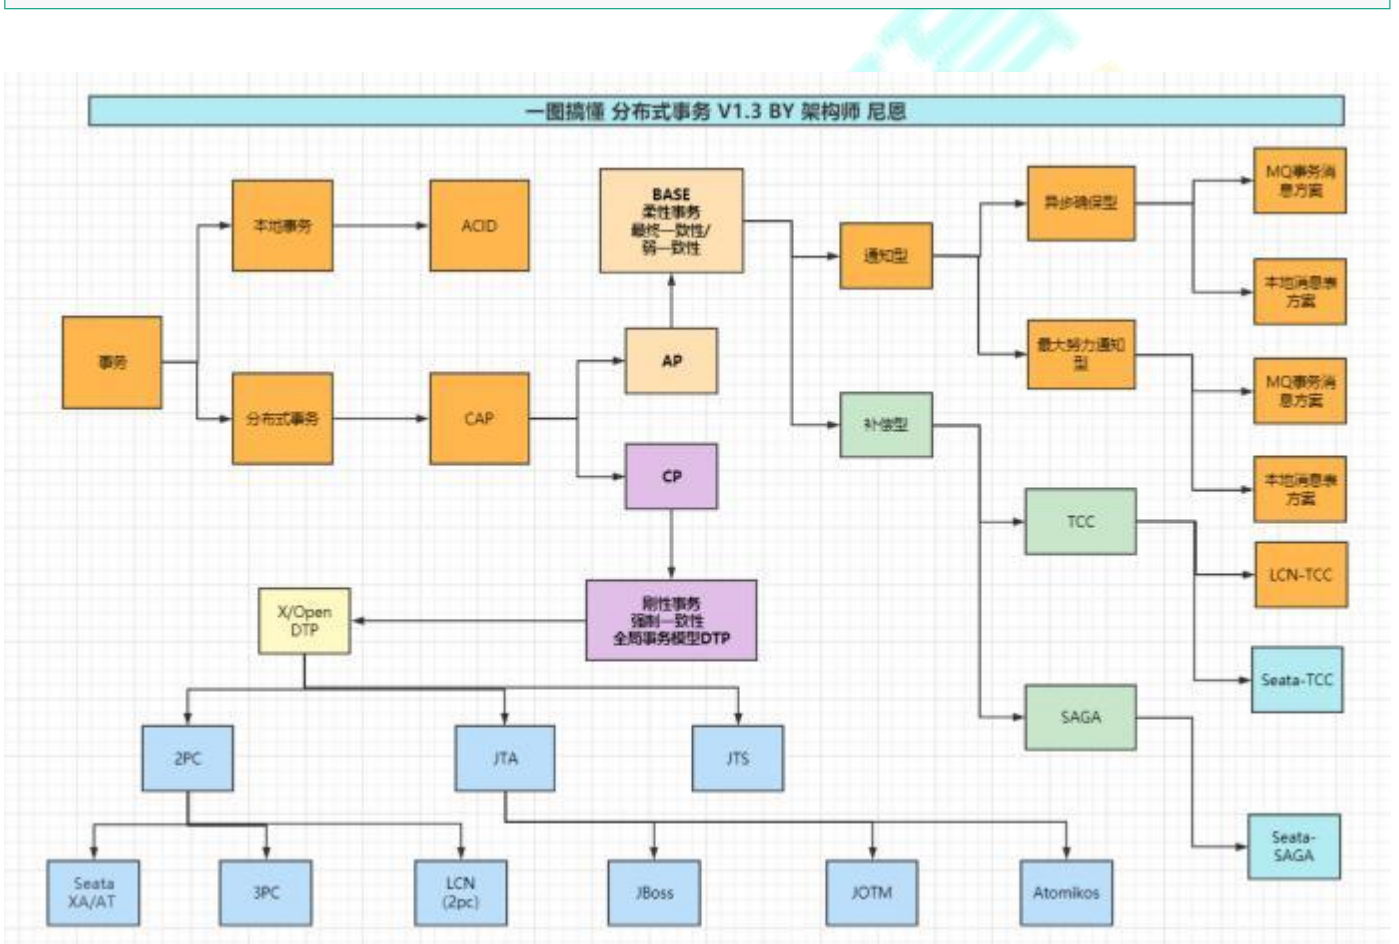 一图搞懂 分布式事务 V1.3 BY 架构师 尼恩
事务
本地事务
ACID
分布式事务
CAP
BASE
柔性事务
最终一致性/
弱一致性
AP
CP
刚性事务
强制一致性
全局事务模型DTP
X/Open
DTP
2PC
JTA
JTS
Seata
XA/AT
3PC
LCN
(2pc)
JBoss
JOTM
Atomikos
通知型
补偿型
异步确保型
最大努力通知
型
MQ事务消
息方案
本地消息表
方案
MQ事务消
息方案
本地消息表
方案
TCC
LCN-TCC
Seata-TCC
SAGA
Seata-
SAGA